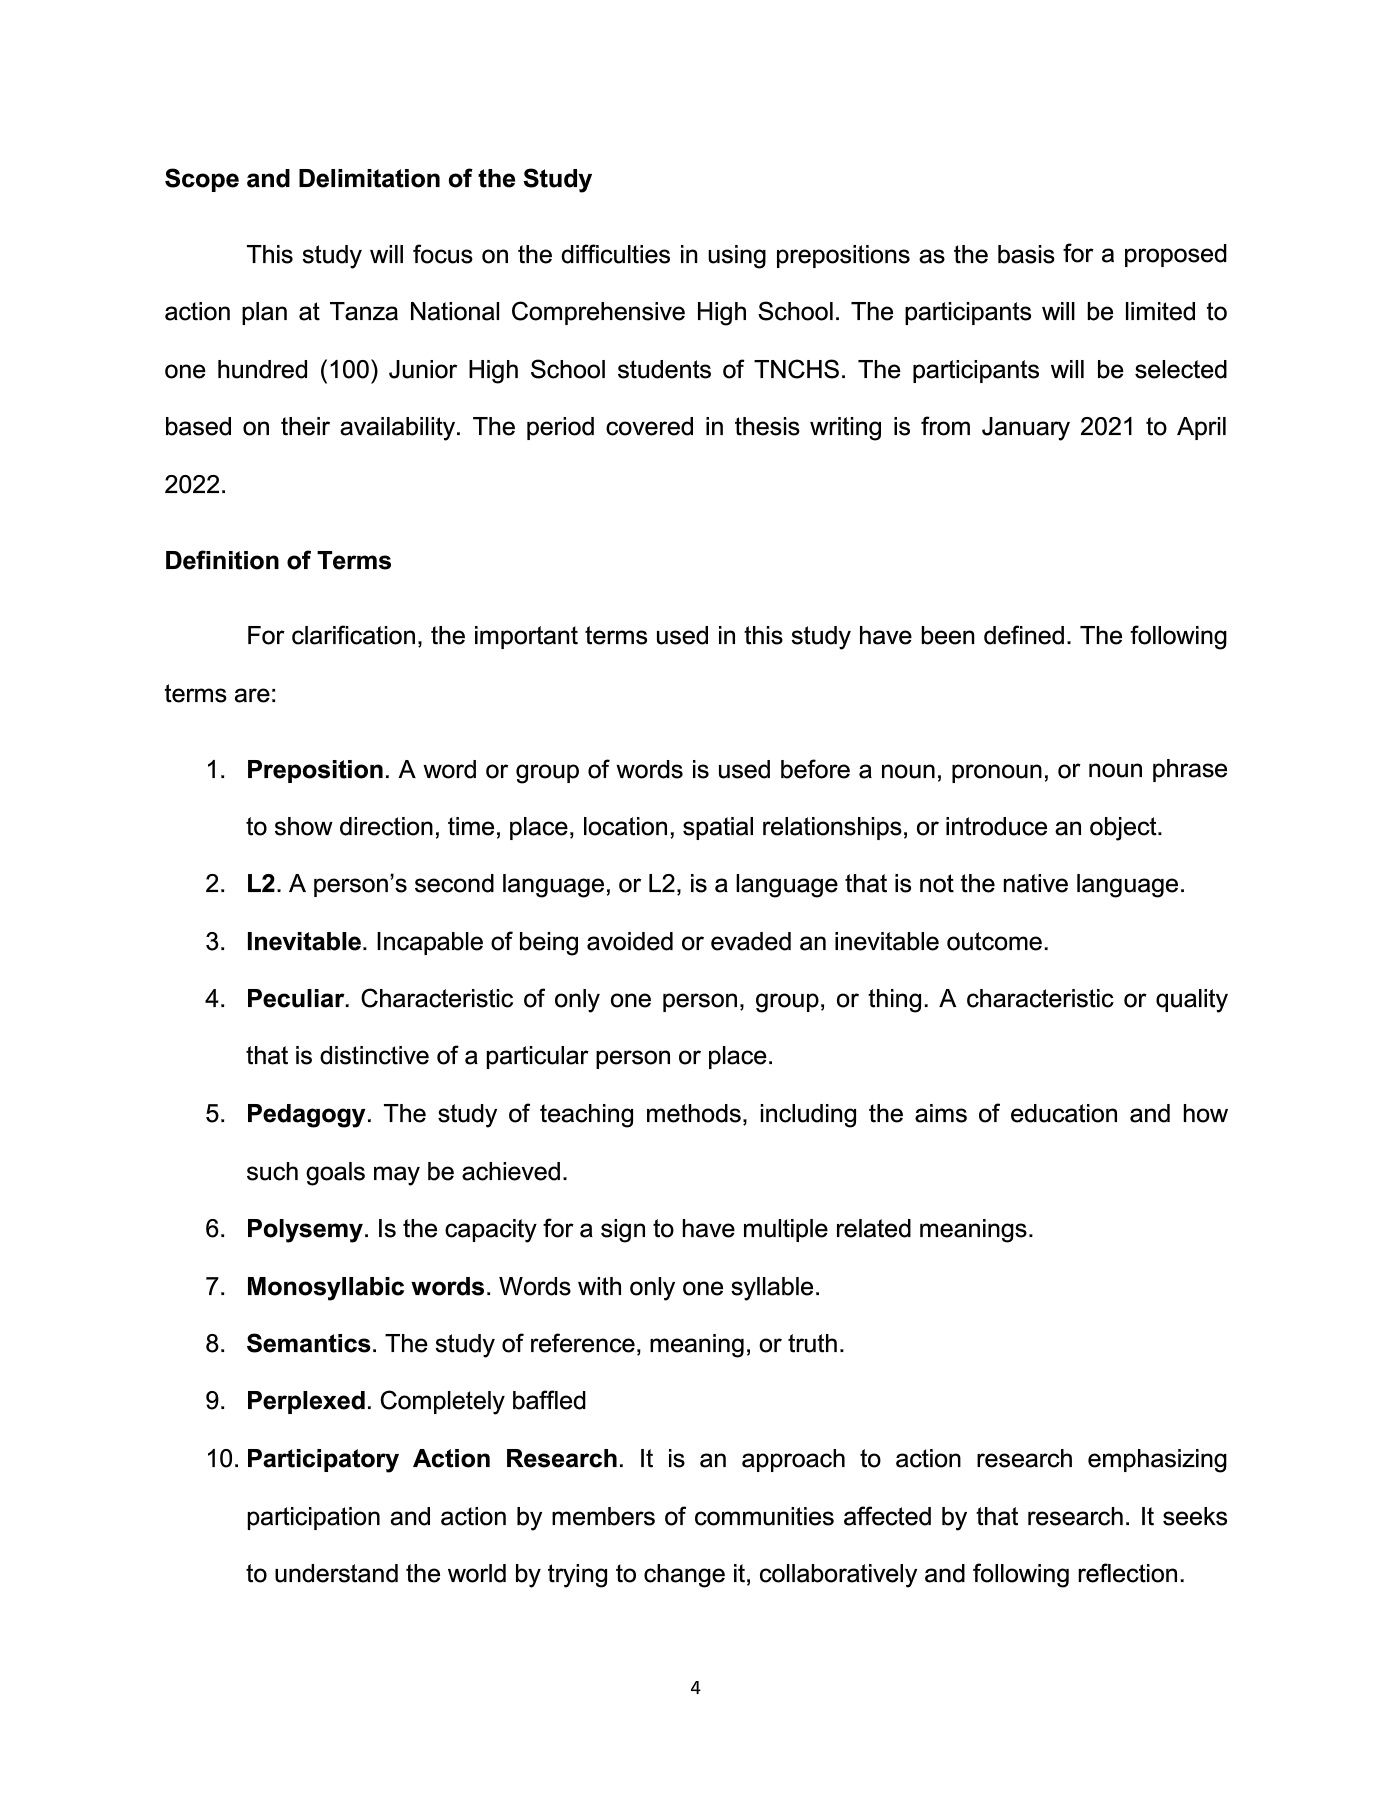 Scope and Delimitation of the Study
This study will focus on the difficulties in using prepositions as the basis for a proposed
action plan at Tanza National Comprehensive High School. The participants will be limited to
one hundred (100) Junior High School students of TNCHS. The participants will be selected
based on their availability. The period covered in thesis writing is from January 2021 to April
2022.
Definition of Terms
For clarification, the important terms used in this study have been defined. The following
terms are:
1. Preposition. A word or group of words is used before a noun, pronoun, or noun phrase
to show direction, time, place, location, spatial relationships, or introduce an object.
2. L2. A person’s second language, or L2, is a language that is not the native language.
3. Inevitable. Incapable of being avoided or evaded an inevitable outcome.
4. Peculiar. Characteristic of only one person, group, or thing. A characteristic or quality
that is distinctive of a particular person or place.
5. Pedagogy. The study of teaching methods, including the aims of education and how
such goals may be achieved.
6. Polysemy. Is the capacity for a sign to have multiple related meanings.
7. Monosyllabic words. Words with only one syllable.
8. Semantics. The study of reference, meaning, or truth.
9. Perplexed. Completely baffled
10. Participatory Action Research. It is an approach to action research emphasizing
participation and action by members of communities affected by that research. It seeks
to understand the world by trying to change it, collaboratively and following reflection.
4